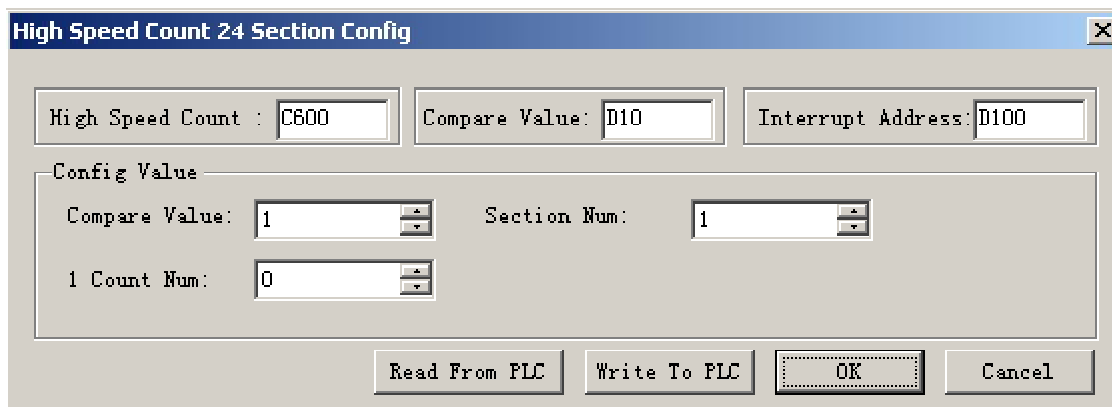 High Speed Count 24 Section Config
High Speed Count : C600 Compare Value: D10 Interrupt Address: D100
Config Value
Compare Value: 1 Section Num: 1
1 Count Num: 0
Read From PLC Write To PLC OK Cancel